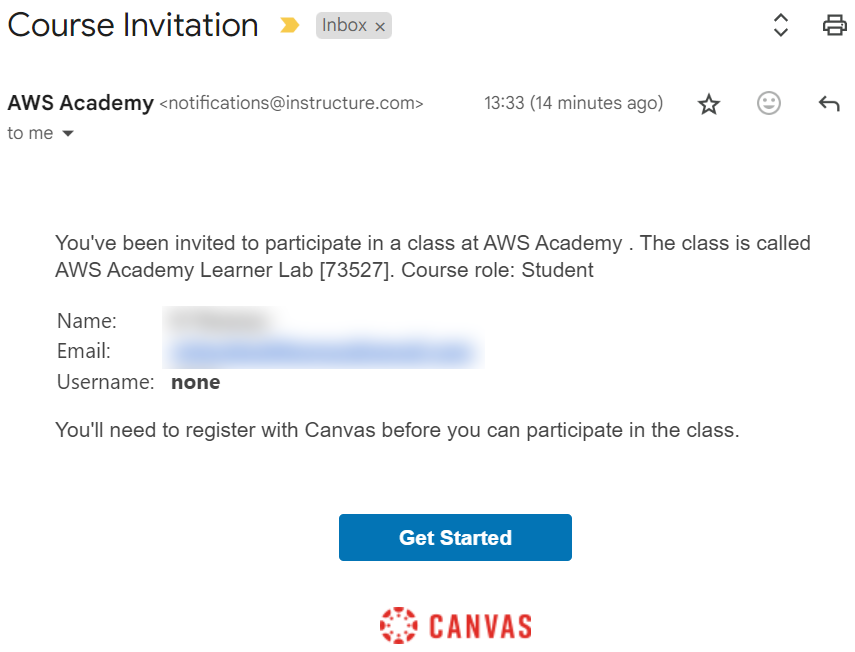 Course Invitation Inbox ×
AWS Academy <notifications@instructure.com> 13:33 (14 minutes ago)
to me
You've been invited to participate in a class at AWS Academy . The class is called
AWS Academy Learner Lab [73527]. Course role: Student
Name:
Email:
Username: none
You'll need to register with Canvas before you can participate in the class.
Get Started
CANVAS